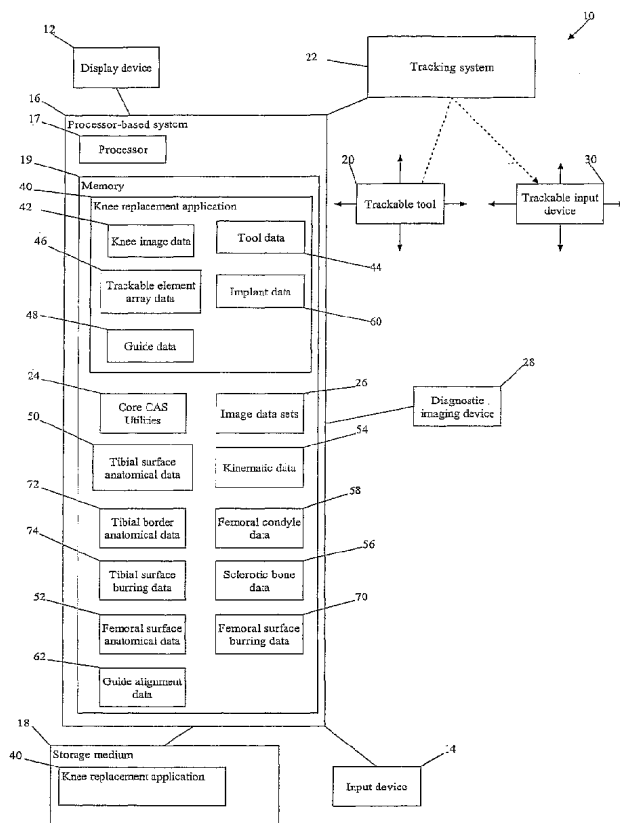 10
12
Display device
22
Tracking system
16
Processor-based system
17
Processor
19
Memory
20
Trackable tool
30
Trackable input
device
40
Knee replacement application
42
Knee image data
Tool data
44
46
Trackable element
array data
Implant data
60
48
Guide data
24
Core CAS
Utilities
26
Image data sets
28
Diagnostic
imaging device
50
Tibial surface
anatomical data
54
Kinematic data
72
Tibial border
anatomical data
58
Femoral condyle
data
74
Tibial surface
burring data
56
Sclerotic bone
data
52
Femoral surface
anatomical data
70
Femoral surface
burring data
62
Guide alignment
data
18
Storage medium
40
Knee replacement application
14
Input device